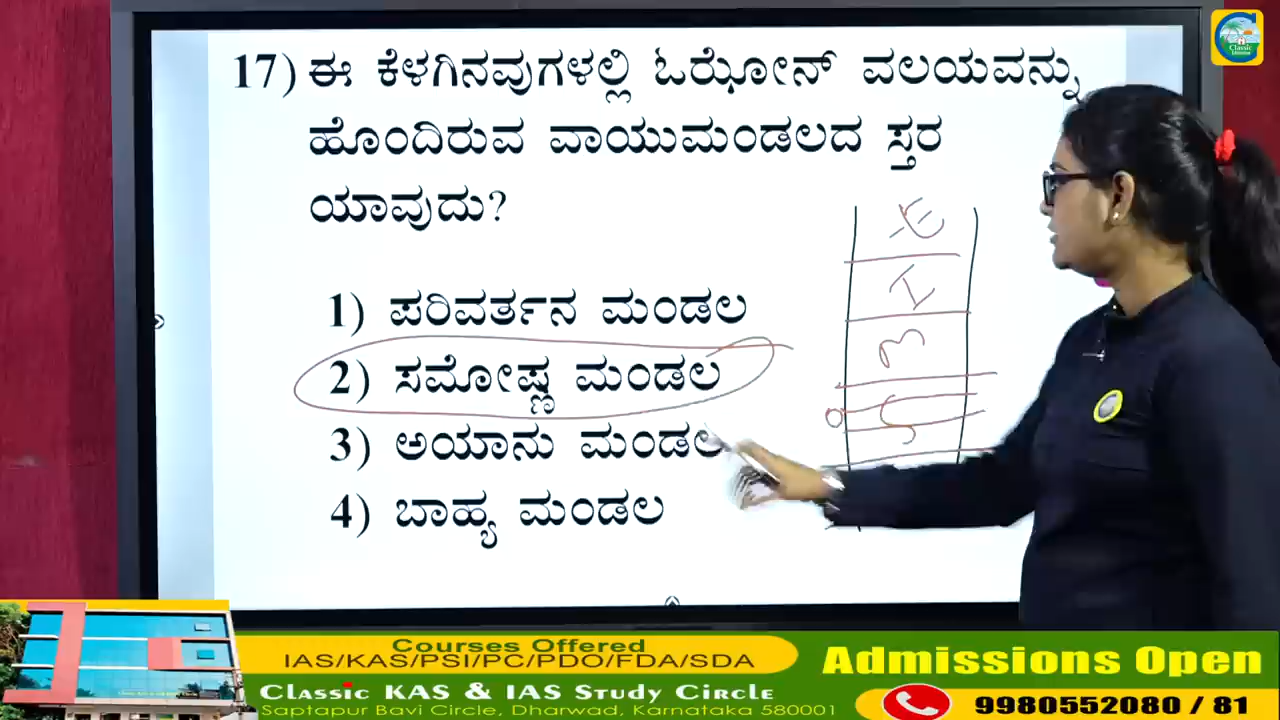 17) ಈ ಕೆಳಗಿನವುಗಳಲ್ಲಿ ಓಝೋನ್ ವಲಯವನ್ನು
ಹೊಂದಿರುವ ವಾಯುಮಂಡಲದ ಸ್ತರ
ಯಾವುದು?
1) ಪರಿವರ್ತನ ಮಂಡಲ
2) ಸಮೋಷ್ಣ ಮಂಡಲ
3) ಅಯಾನು ಮಂಡಲ
4) ಬಾಹ್ಯ ಮಂಡಲ
E
I
M
S
O
Classic
Courses Offered
IAS/KAS/PSI/PC/PDO/FDA/SDA
Classic KAS & IAS Study Circle
Saptapur Bavi Circle, Dharwad, Karnataka 580001
Admissions Open
9980552080 / 81